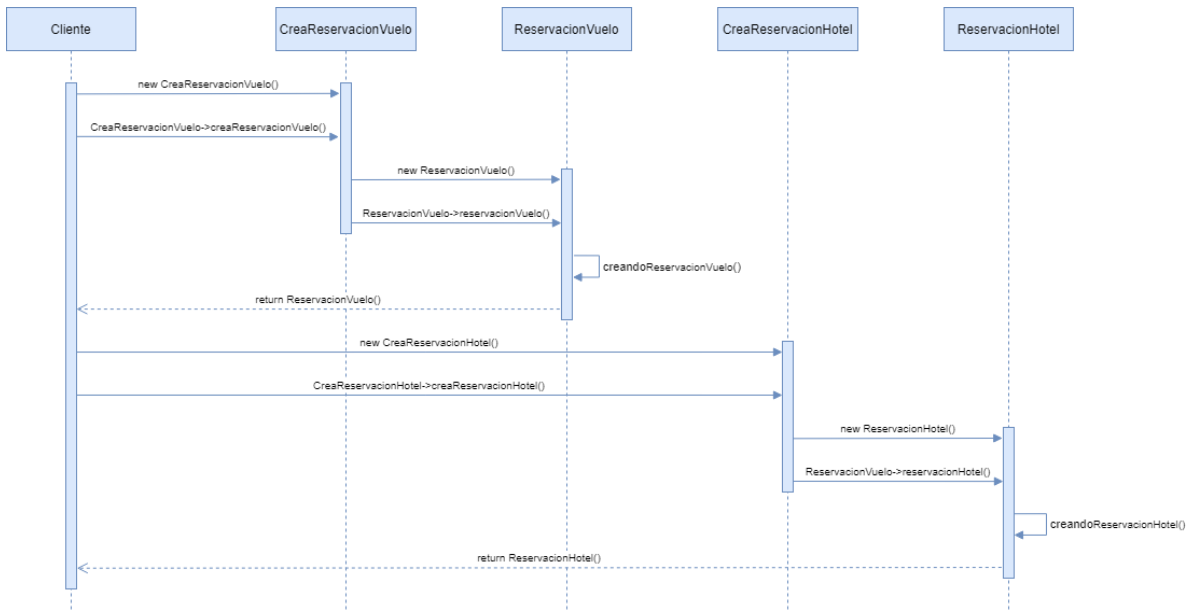 Cliente
CreaReservacionVuelo
ReservacionVuelo
CreaReservacionHotel
ReservacionHotel
new CreaReservacionVuelo()
CreaReservacionVuelo->creaReservacionVuelo()
new ReservacionVuelo()
ReservacionVuelo->reservacionVuelo()
creandoReservacionVuelo()
return ReservacionVuelo()
new CreaReservacionHotel()
CreaReservacionHotel->creaReservacionHotel()
new ReservacionHotel()
ReservacionVuelo->reservacionHotel()
creandoReservacionHotel()
return ReservacionHotel()